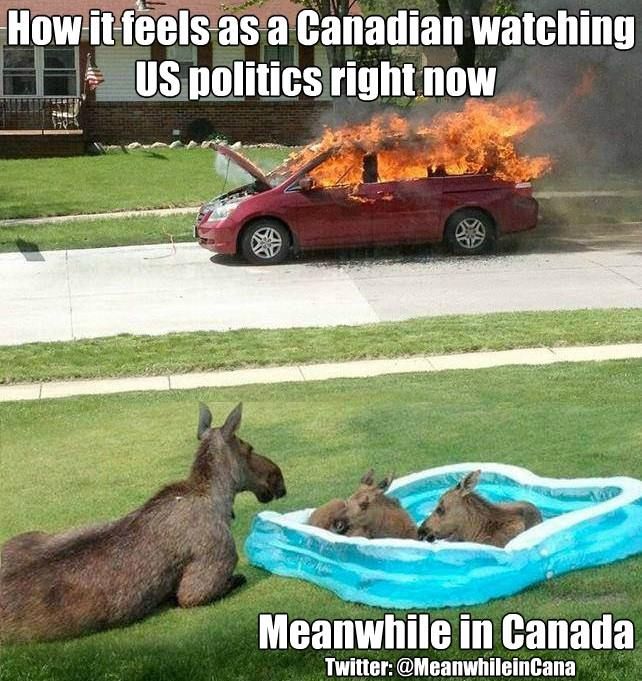 How it feels as a Canadian watching
US politics right now
Meanwhile in Canada
Twitter: @MeanwhileinCana